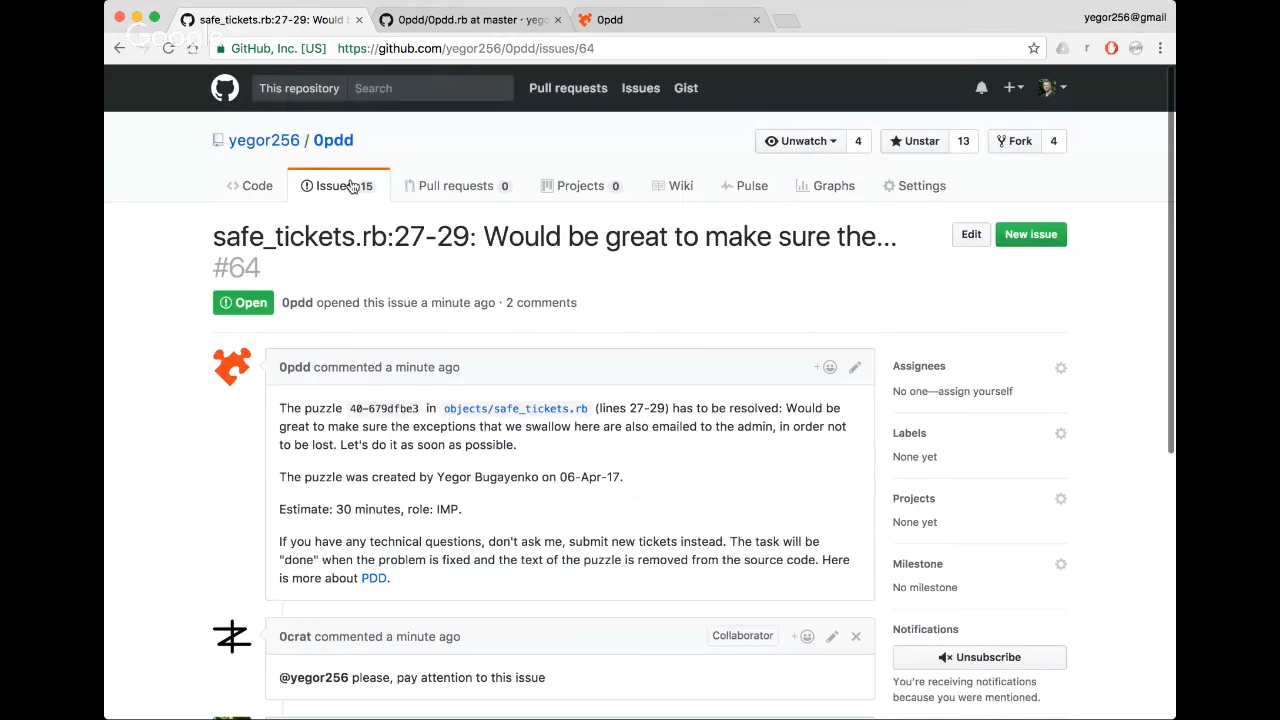 safe_tickets.rb:27-29: Would b
0pdd/0pdd.rb at master · yego
0pdd
yegor256@gmail
Google
GitHub, Inc. [US]
https://github.com/yegor256/0pdd/issues/64
This repository
Search
Pull requests
Issues
Gist
yegor256 / 0pdd
Unwatch
4
Unstar
13
Fork
4
Code
Issues 15
Pull requests 0
Projects 0
Wiki
Pulse
Graphs
Settings
safe_tickets.rb:27-29: Would be great to make sure the...
#64
Edit
New issue
Open
0pdd opened this issue a minute ago · 2 comments
0pdd commented a minute ago
The puzzle 40-679dfbe3 in objects/safe_tickets.rb (lines 27-29) has to be resolved: Would be
great to make sure the exceptions that we swallow here are also emailed to the admin, in order not
to be lost. Let's do it as soon as possible.
The puzzle was created by Yegor Bugayenko on 06-Apr-17.
Estimate: 30 minutes, role: IMP.
If you have any technical questions, don't ask me, submit new tickets instead. The task will be
"done" when the problem is fixed and the text of the puzzle is removed from the source code. Here
is more about PDD.
0crat commented a minute ago
Collaborator
@yegor256 please, pay attention to this issue
Assignees
No one—assign yourself
Labels
None yet
Projects
None yet
Milestone
No milestone
Notifications
Unsubscribe
You're receiving notifications
because you were mentioned.